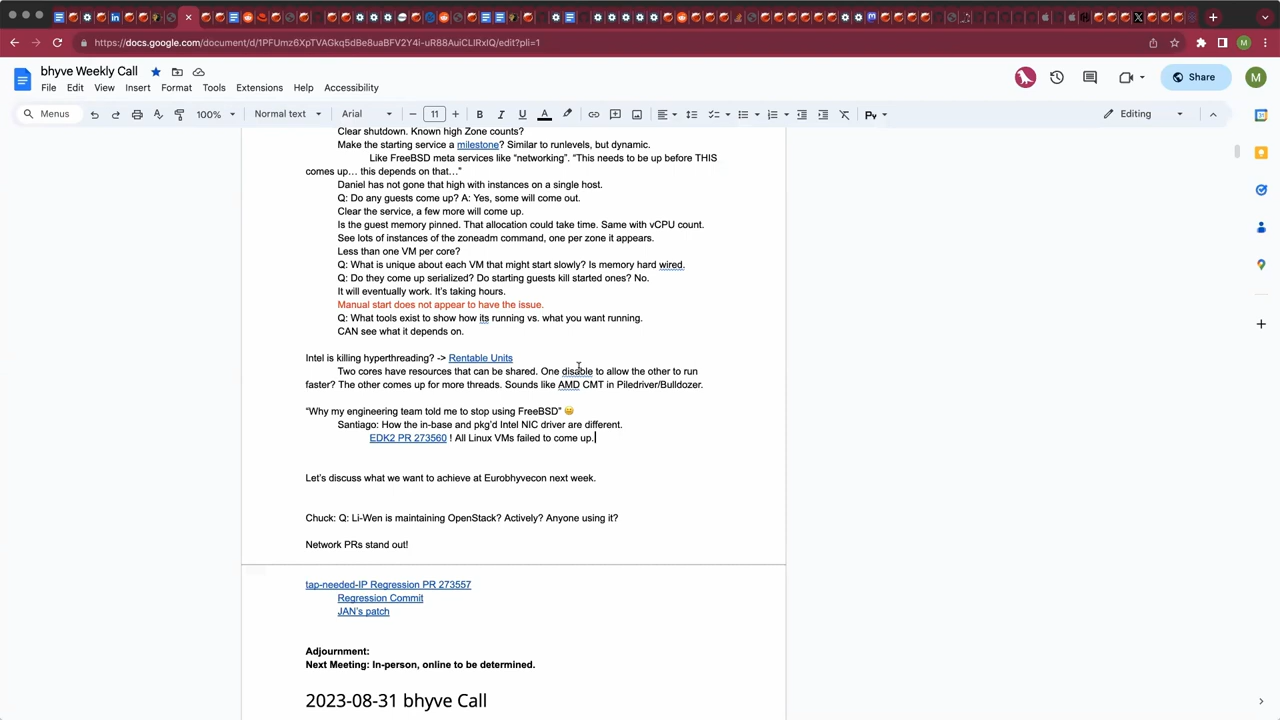 https://docs.google.com/document/d/1PFUmz6XpTVAGkq5dBe8uaBFV2Y4i-uR88AuiCLIRxIQ/edit?pli=1
M
bhyve Weekly Call
File Edit View Insert Format Tools Extensions Help Accessibility
Share
M
Menus
100%
Normal text
Arial
11
B I U A
Editing
Clear shutdown. Known high Zone counts?
Make the starting service a milestone? Similar to runlevels, but dynamic.
Like FreeBSD meta services like “networking”. “This needs to be up before THIS
comes up… this depends on that…”
Daniel has not gone that high with instances on a single host.
Q: Do any guests come up? A: Yes, some will come out.
Clear the service, a few more will come up.
Is the guest memory pinned. That allocation could take time. Same with vCPU count.
See lots of instances of the zoneadm command, one per zone it appears.
Less than one VM per core?
Q: What is unique about each VM that might start slowly? Is memory hard wired.
Q: Do they come up serialized? Do starting guests kill started ones? No.
It will eventually work. It’s taking hours.
Manual start does not appear to have the issue.
Q: What tools exist to show how its running vs. what you want running.
CAN see what it depends on.
Intel is killing hyperthreading? -> Rentable Units
Two cores have resources that can be shared. One disable to allow the other to run
faster? The other comes up for more threads. Sounds like AMD CMT in Piledriver/Bulldozer.
“Why my engineering team told me to stop using FreeBSD” 😀
Santiago: How the in-base and pkg’d Intel NIC driver are different.
EDK2 PR 273560 ! All Linux VMs failed to come up.
Let’s discuss what we want to achieve at Eurobhyvecon next week.
Chuck: Q: Li-Wen is maintaining OpenStack? Actively? Anyone using it?
Network PRs stand out!
tap-needed-IP Regression PR 273557
Regression Commit
JAN’s patch
Adjournment:
Next Meeting: In-person, online to be determined.
2023-08-31 bhyve Call